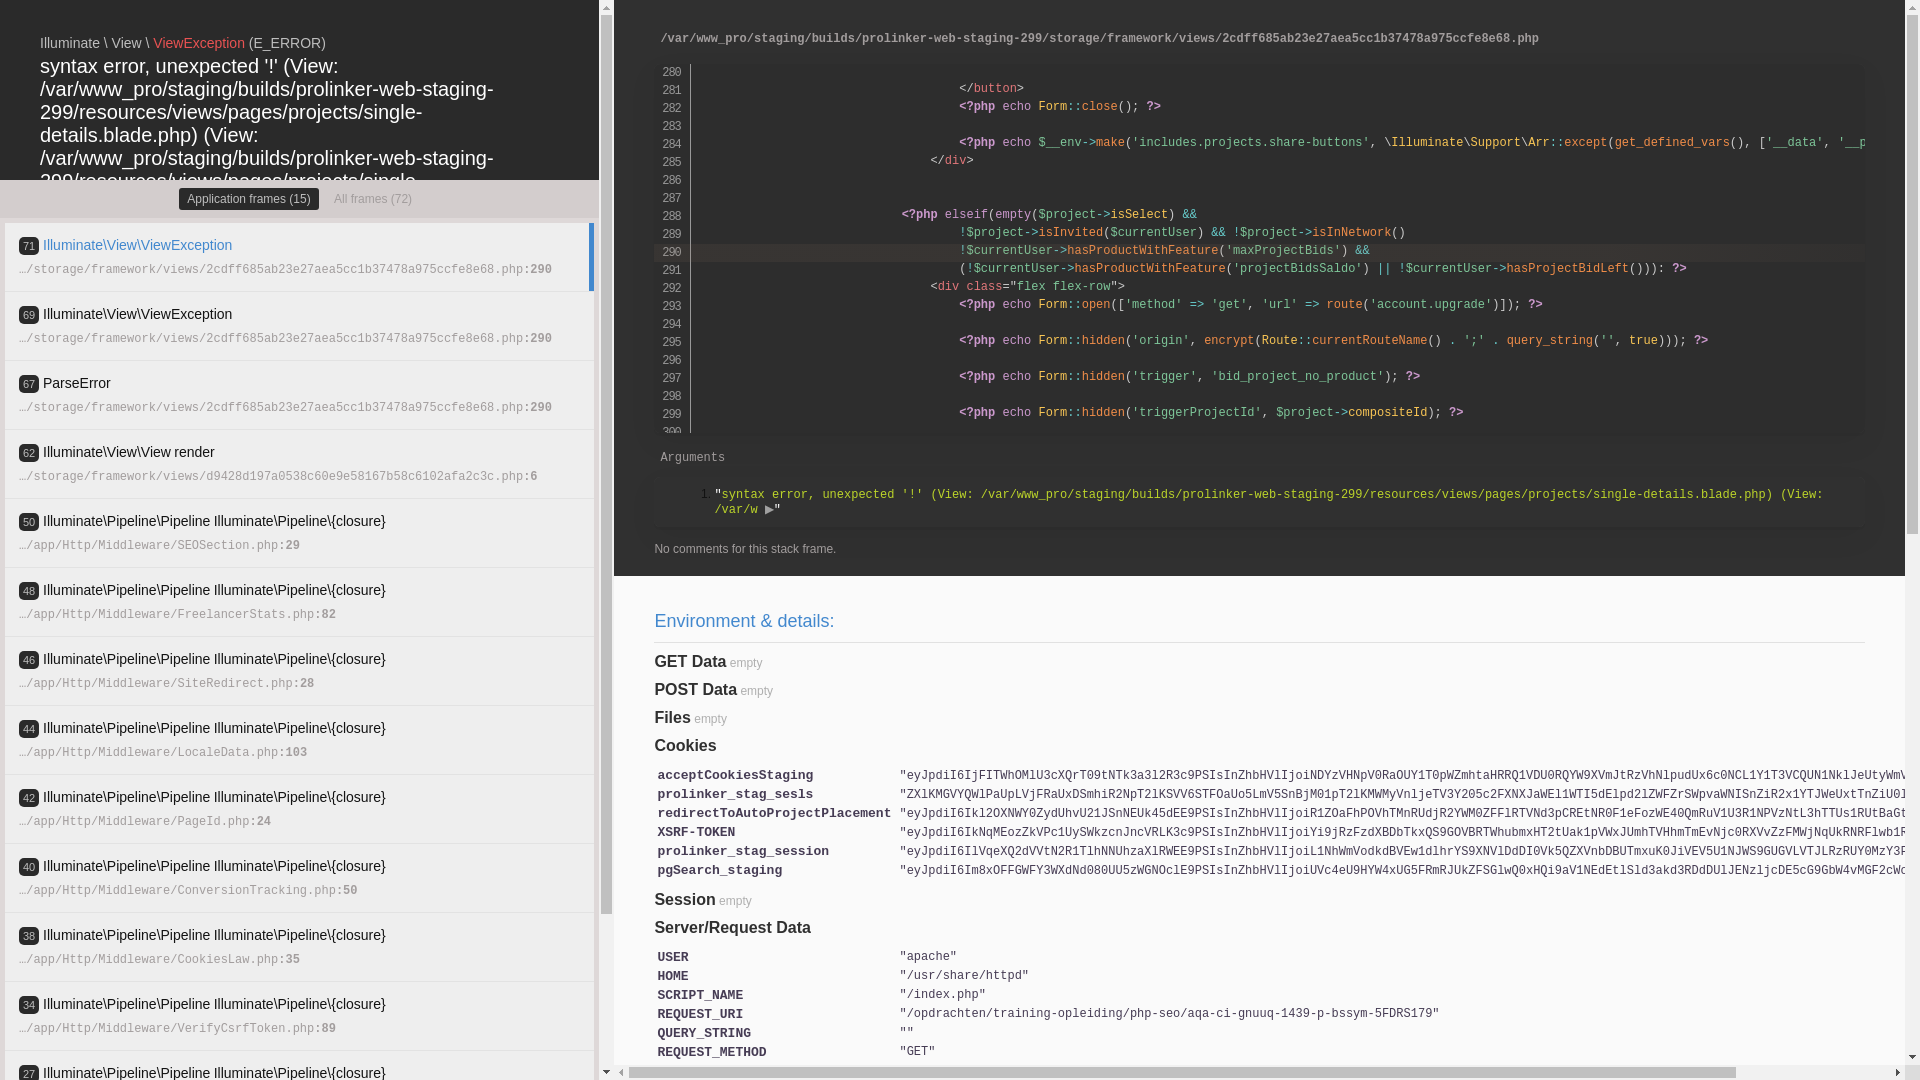 Illuminate \ View \ ViewException (E_ERROR)
syntax error, unexpected '!' (View:
/var/www_pro/staging/builds/prolinker-web-staging-
299/resources/views/pages/projects/single-
details.blade.php) (View:
/var/www_pro/staging/builds/prolinker-web-staging-
299/resources/views/pages/projects/single-
Application frames (15) All frames (72)
71 Illuminate\View\ViewException
…/storage/framework/views/2cdff685ab23e27aea5cc1b37478a975ccfe8e68.php:290
69 Illuminate\View\ViewException
…/storage/framework/views/2cdff685ab23e27aea5cc1b37478a975ccfe8e68.php:290
67 ParseError
…/storage/framework/views/2cdff685ab23e27aea5cc1b37478a975ccfe8e68.php:290
62 Illuminate\View\View render
…/storage/framework/views/d9428d197a0538c60e9e58167b58c6102afa2c3c.php:6
50 Illuminate\Pipeline\Pipeline Illuminate\Pipeline\{closure}
…/app/Http/Middleware/SEOSection.php:29
48 Illuminate\Pipeline\Pipeline Illuminate\Pipeline\{closure}
…/app/Http/Middleware/FreelancerStats.php:82
46 Illuminate\Pipeline\Pipeline Illuminate\Pipeline\{closure}
…/app/Http/Middleware/SiteRedirect.php:28
44 Illuminate\Pipeline\Pipeline Illuminate\Pipeline\{closure}
…/app/Http/Middleware/LocaleData.php:103
42 Illuminate\Pipeline\Pipeline Illuminate\Pipeline\{closure}
…/app/Http/Middleware/PageId.php:24
40 Illuminate\Pipeline\Pipeline Illuminate\Pipeline\{closure}
…/app/Http/Middleware/ConversionTracking.php:50
38 Illuminate\Pipeline\Pipeline Illuminate\Pipeline\{closure}
…/app/Http/Middleware/CookiesLaw.php:35
34 Illuminate\Pipeline\Pipeline Illuminate\Pipeline\{closure}
…/app/Http/Middleware/VerifyCsrfToken.php:89
27 Illuminate\Pipeline\Pipeline Illuminate\Pipeline\{closure}
/var/www_pro/staging/builds/prolinker-web-staging-299/storage/framework/views/2cdff685ab23e27aea5cc1b37478a975ccfe8e68.php
280
281 </button>
282 <?php echo Form::close(); ?>
283
284 <?php echo $__env->make('includes.projects.share-buttons', \Illuminate\Support\Arr::except(get_defined_vars(), ['__data', '__p
285 </div>
286
287
288 <?php elseif(empty($project->isSelect) &&
289 !$project->isInvited($currentUser) && !$project->isInNetwork()
290 !$currentUser->hasProductWithFeature('maxProjectBids') &&
291 (!$currentUser->hasProductWithFeature('projectBidsSaldo') || !$currentUser->hasProjectBidLeft())): ?>
292 <div class="flex flex-row">
293 <?php echo Form::open(['method' => 'get', 'url' => route('account.upgrade')]); ?>
294
295 <?php echo Form::hidden('origin', encrypt(Route::currentRouteName() . ';' . query_string('', true))); ?>
296
297 <?php echo Form::hidden('trigger', 'bid_project_no_product'); ?>
298
299 <?php echo Form::hidden('triggerProjectId', $project->compositeId); ?>
300
Arguments
1. "syntax error, unexpected '!' (View: /var/www_pro/staging/builds/prolinker-web-staging-299/resources/views/pages/projects/single-details.blade.php) (View:
/var/w ▶"
No comments for this stack frame.
Environment & details:
GET Data empty
POST Data empty
Files empty
Cookies
acceptCookiesStaging
prolinker_stag_sesls
redirectToAutoProjectPlacement
XSRF-TOKEN
prolinker_stag_session
pgSearch_staging
Session empty
Server/Request Data
USER "apache"
HOME "/usr/share/httpd"
SCRIPT_NAME "/index.php"
REQUEST_URI "/opdrachten/training-opleiding/php-seo/aqa-ci-gnuuq-1439-p-bssym-5FDRS179"
QUERY_STRING ""
REQUEST_METHOD "GET"